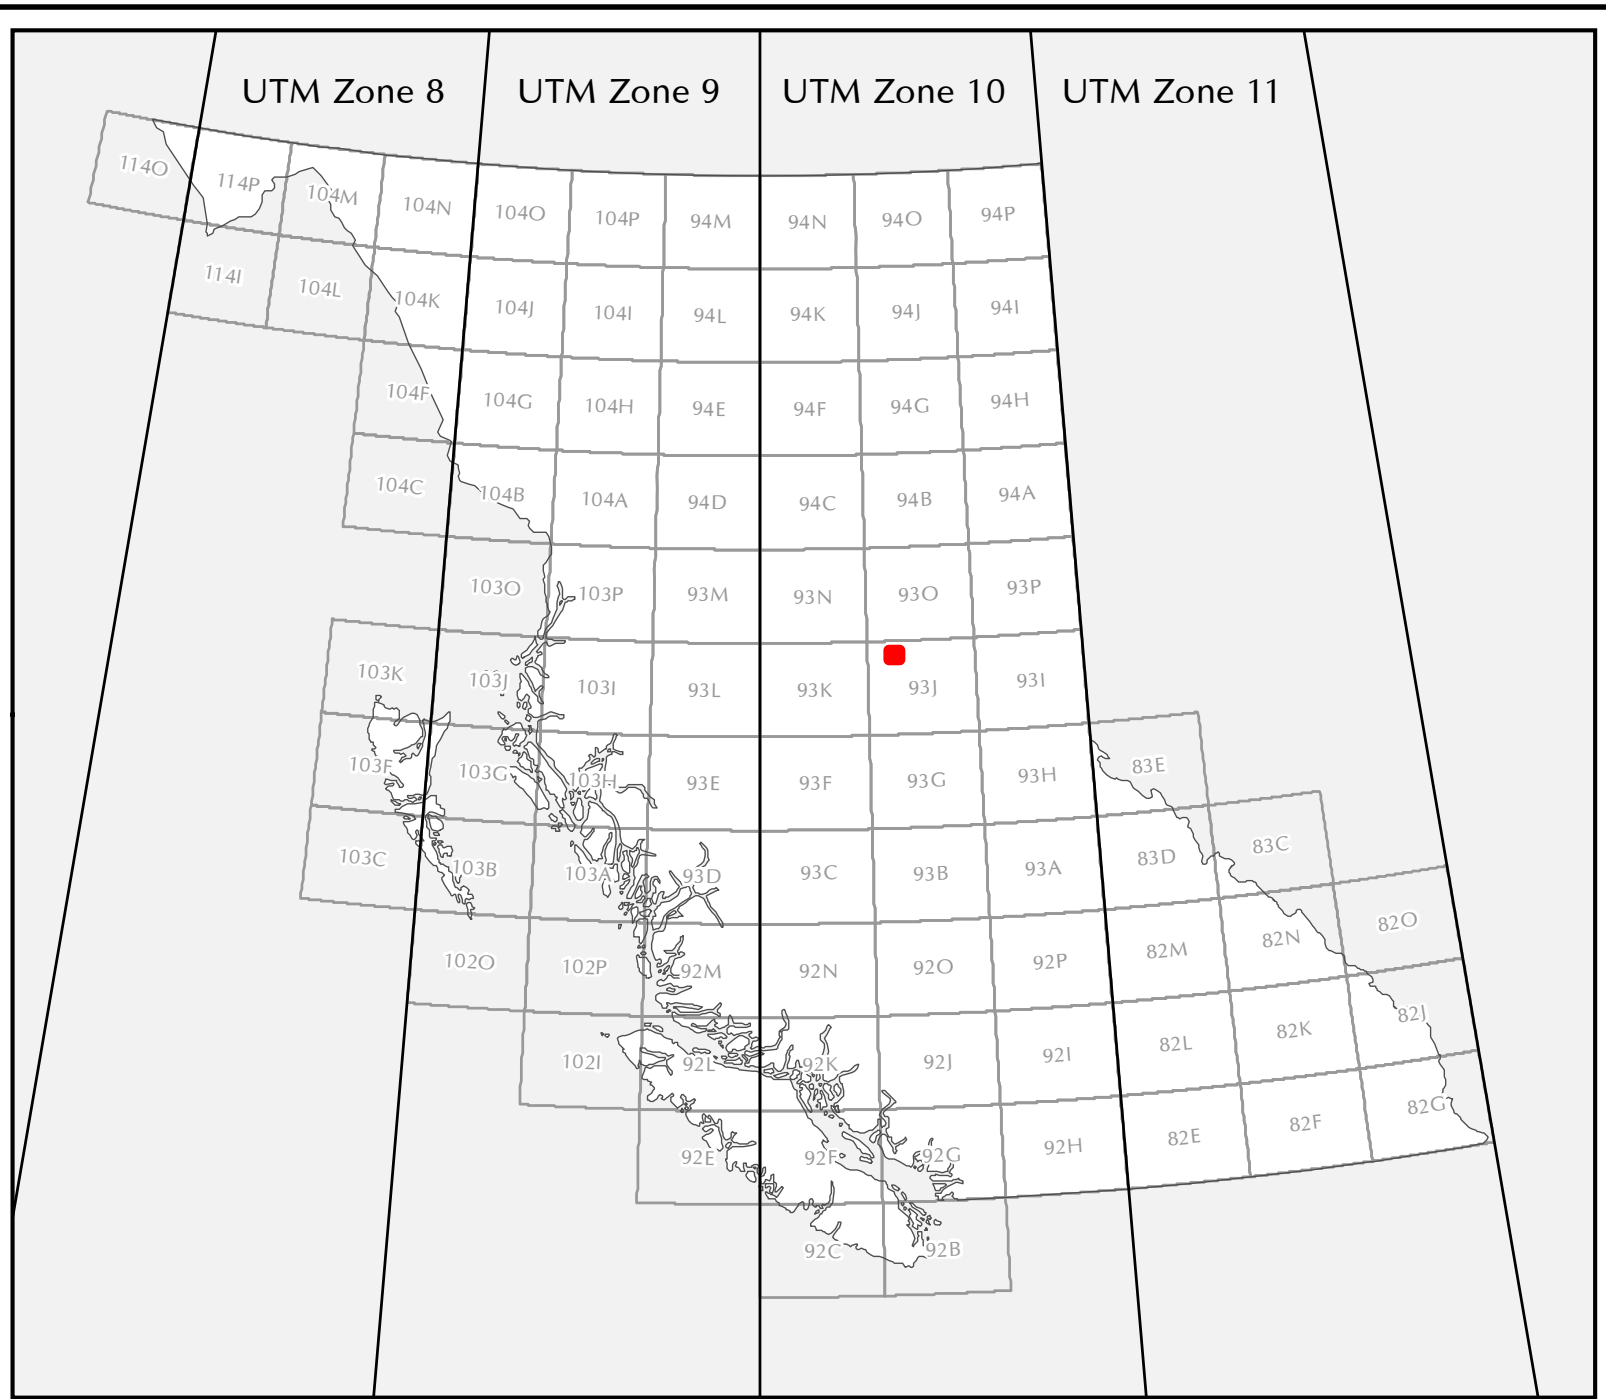 UTM Zone 8 UTM Zone 9 UTM Zone 10 UTM Zone 11
114O 114P 104M 104N 104O 104P 94M 94N 94O 94P
114I 104L 104K 104J 104I 94L 94K 94J 94I
104F 104G 104H 94E 94F 94G 94H
104C 104B 104A 94D 94C 94B 94A
103O 103P 93M 93N 93O 93P
103K 103J 103I 93L 93K 93J 93I
103F 103G 103H 93E 93F 93G 93H 83E
103C 103B 103A 93D 93C 93B 93A 83D 83C
102O 102P 92M 92N 92O 92P 82M 82N 82O
102I 92L 92K 92J 92I 82L 82K 82J
92E 92F 92G 92H 82E 82F 82G
92C 92B